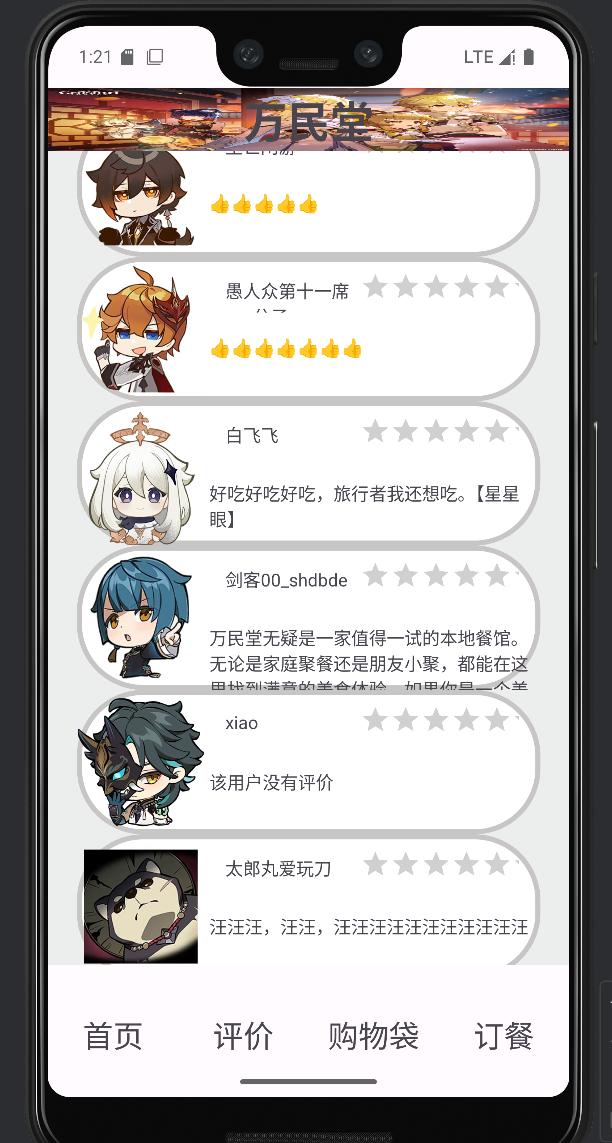 1:21
LTE
万民堂
👍👍👍👍👍
愚人众第十一席
👍👍👍👍👍👍👍
白飞飞
好吃好吃好吃，旅行者我还想吃。【星星
眼】
剑客00_shdbde
万民堂无疑是一家值得一试的本地餐馆。
无论是家庭聚餐还是朋友小聚，都能在这
里找到满意的美食体验。如果你是一个美
xiao
该用户没有评价
太郎丸爱玩刀
汪汪汪，汪汪，汪汪汪汪汪汪汪汪汪汪汪
首页
评价
购物袋
订餐